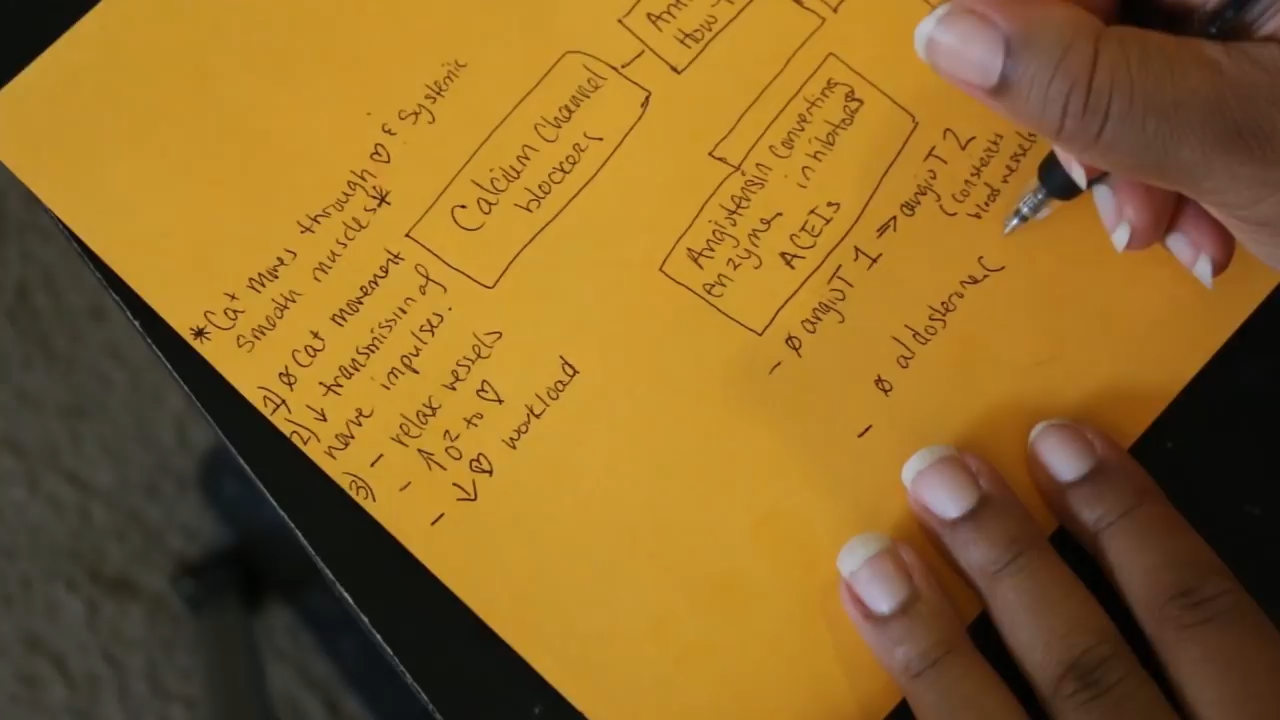 How
Calcium Channel
blockers
*Ca+ moves through ♡ & Systemic
smooth muscles*
1) ∅ Ca+ movement
2) ↓ transmission of
nerve impulses.
3) - relax vessels
- ↑ O2 to ♡
- ↓ ♡ workload
Angiotensin Converting
enzyme inhibitors
ACEIs
- ∅ angioT 1 => angioT 2
(constricts
blood vessels
- ∅ aldosterone (